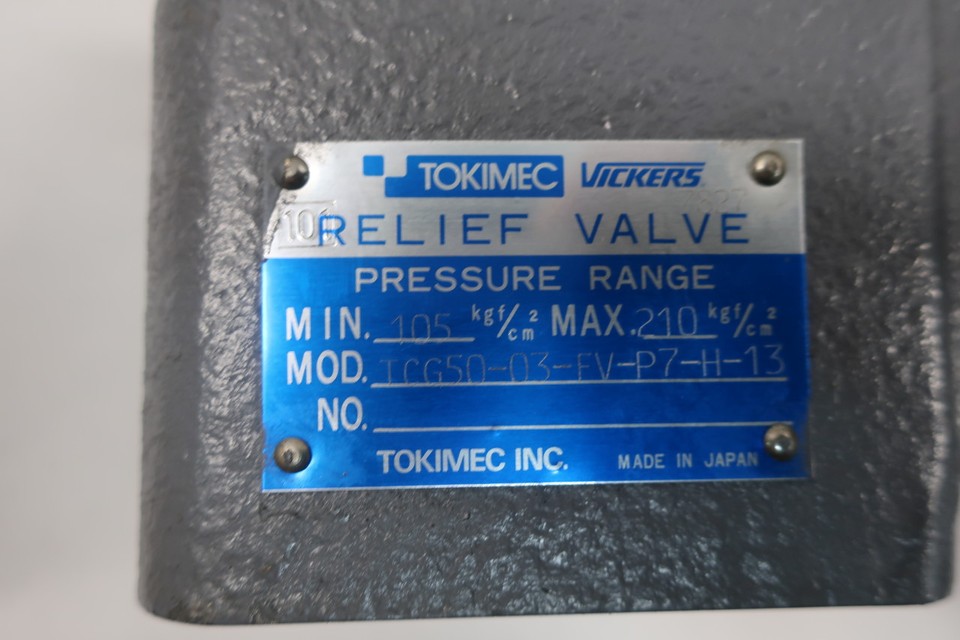 TOKIMEC VICKERS
101
RELIEF VALVE
PRESSURE RANGE
MIN. 105 kgf/cm² MAX. 210 kgf/cm²
MOD. TCG50-03-FV-P7-H-13
NO.
TOKIMEC INC. MADE IN JAPAN